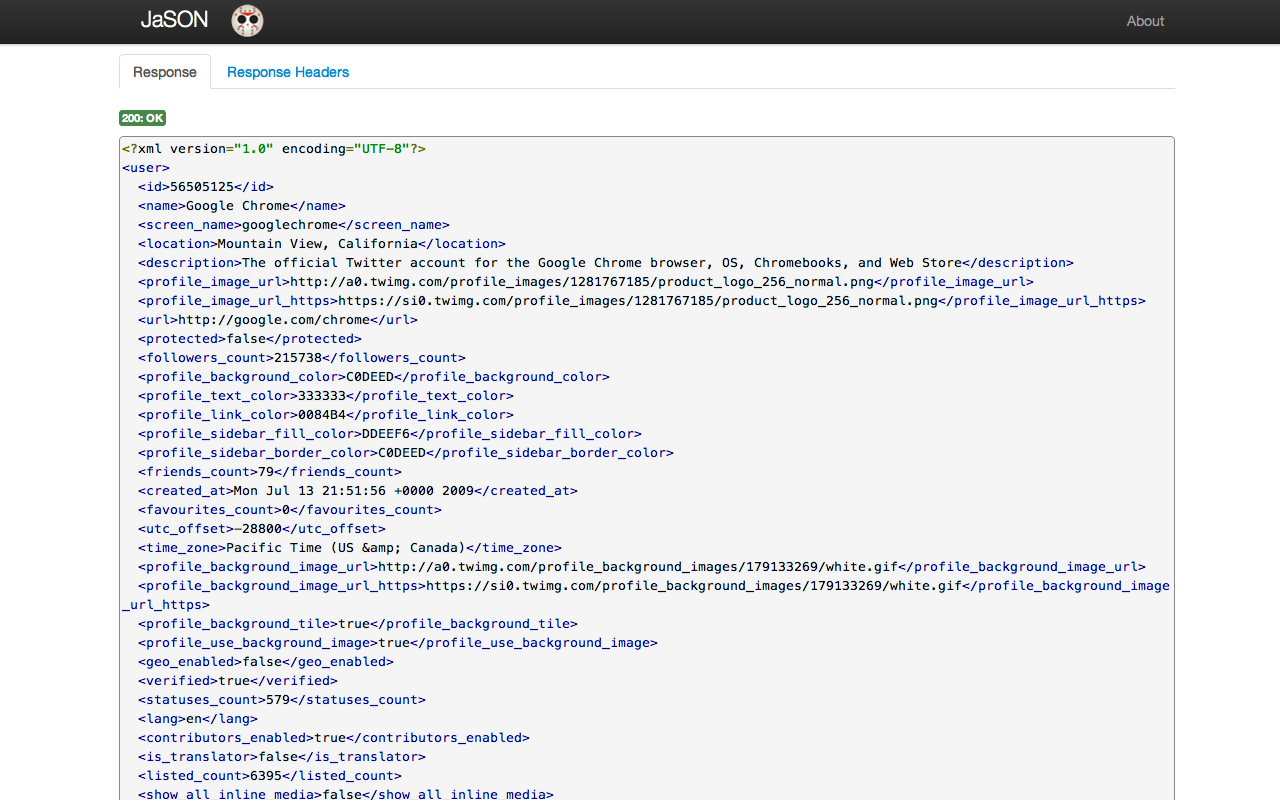 JaSON
About
Response
Response Headers
200: OK
<?xml version="1.0" encoding="UTF-8"?>
<user>
  <id>56505125</id>
  <name>Google Chrome</name>
  <screen_name>googlechrome</screen_name>
  <location>Mountain View, California</location>
  <description>The official Twitter account for the Google Chrome browser, OS, Chromebooks, and Web Store</description>
  <profile_image_url>http://a0.twimg.com/profile_images/1281767185/product_logo_256_normal.png</profile_image_url>
  <profile_image_url_https>https://si0.twimg.com/profile_images/1281767185/product_logo_256_normal.png</profile_image_url_https>
  <url>http://google.com/chrome</url>
  <protected>false</protected>
  <followers_count>215738</followers_count>
  <profile_background_color>C0DEED</profile_background_color>
  <profile_text_color>333333</profile_text_color>
  <profile_link_color>0084B4</profile_link_color>
  <profile_sidebar_fill_color>DDEEF6</profile_sidebar_fill_color>
  <profile_sidebar_border_color>C0DEED</profile_sidebar_border_color>
  <friends_count>79</friends_count>
  <created_at>Mon Jul 13 21:51:56 +0000 2009</created_at>
  <favourites_count>0</favourites_count>
  <utc_offset>-28800</utc_offset>
  <time_zone>Pacific Time (US &amp; Canada)</time_zone>
  <profile_background_image_url>http://a0.twimg.com/profile_background_images/179133269/white.gif</profile_background_image_url>
  <profile_background_image_url_https>https://si0.twimg.com/profile_background_images/179133269/white.gif</profile_background_image
_url_https>
  <profile_background_tile>true</profile_background_tile>
  <profile_use_background_image>true</profile_use_background_image>
  <geo_enabled>false</geo_enabled>
  <verified>true</verified>
  <statuses_count>579</statuses_count>
  <lang>en</lang>
  <contributors_enabled>true</contributors_enabled>
  <is_translator>false</is_translator>
  <listed_count>6395</listed_count>
  <show_all_inline_media>false</show_all_inline_media>